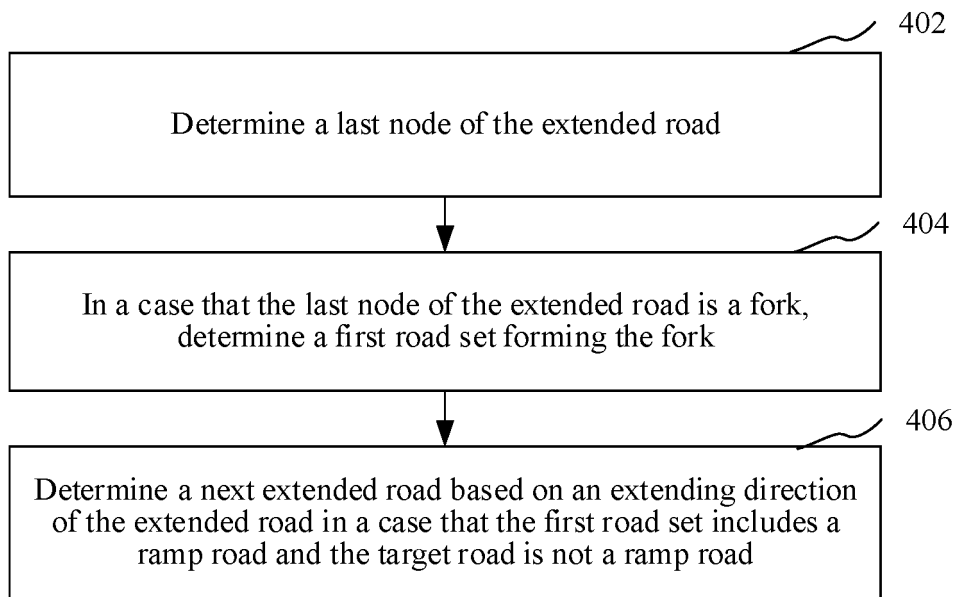 402
Determine a last node of the extended road
404
In a case that the last node of the extended road is a fork,
determine a first road set forming the fork
406
Determine a next extended road based on an extending direction
of the extended road in a case that the first road set includes a
ramp road and the target road is not a ramp road